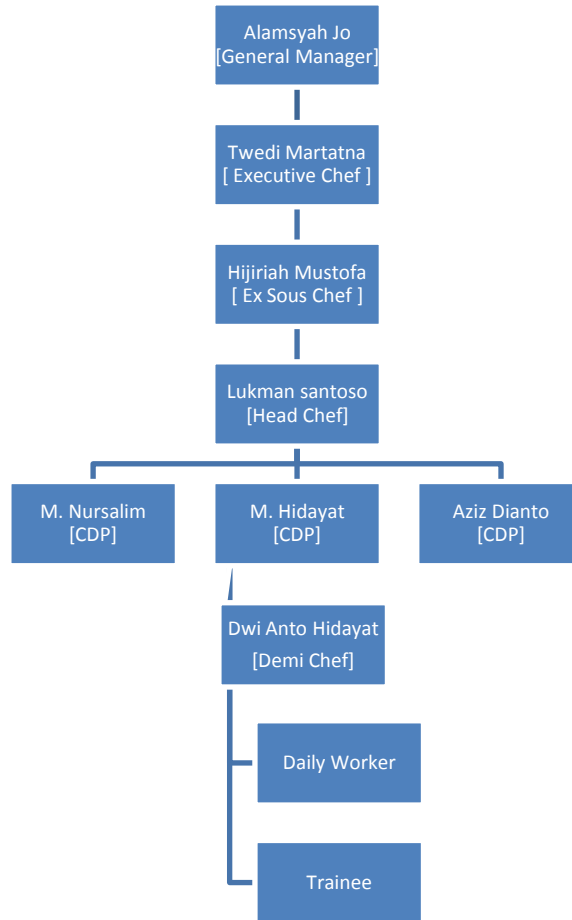 Alamsyah Jo
[General Manager]
Twedi Martatna
[ Executive Chef ]
Hijiriah Mustofa
[ Ex Sous Chef ]
Lukman santoso
[Head Chef]
M. Nursalim
[CDP]
M. Hidayat
[CDP]
Aziz Dianto
[CDP]
Dwi Anto Hidayat
[Demi Chef]
Daily Worker
Trainee